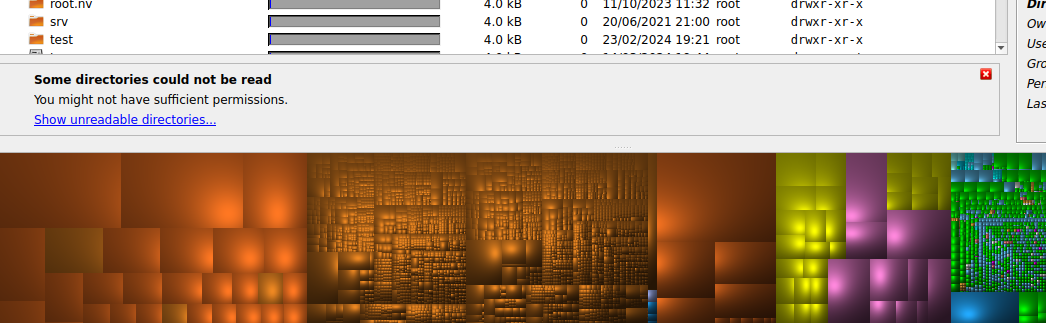 root.nv 4.0 kB 0 11/10/2023 11:32 root drwxr-xr-x
srv 4.0 kB 0 20/06/2021 21:00 root drwxr-xr-x
test 4.0 kB 0 23/02/2024 19:21 root drwxr-xr-x
Some directories could not be read
You might not have sufficient permissions.
Show unreadable directories...
Dir
Ow
Use
Gro
Per
Las